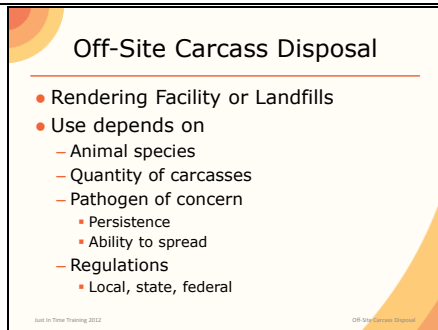 Off-Site Carcass Disposal
● Rendering Facility or Landfills
● Use depends on
– Animal species
– Quantity of carcasses
– Pathogen of concern
▪ Persistence
▪ Ability to spread
– Regulations
▪ Local, state, federal
Just In Time Training 2012
Off-Site Carcass Disposal